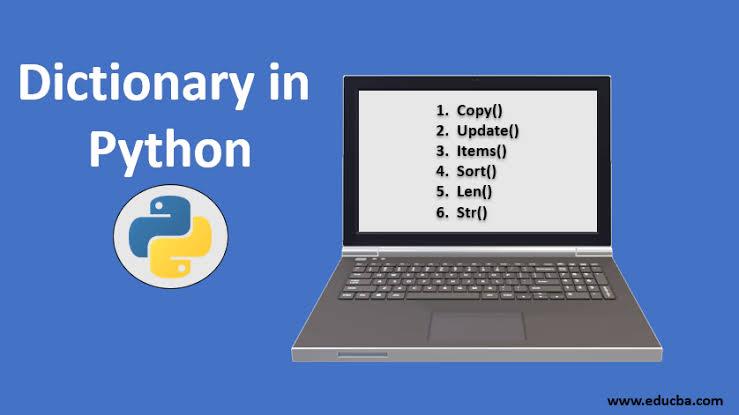 Dictionary in
Python
1. Copy()
2. Update()
3. Items()
4. Sort()
5. Len()
6. Str()
www.educba.com